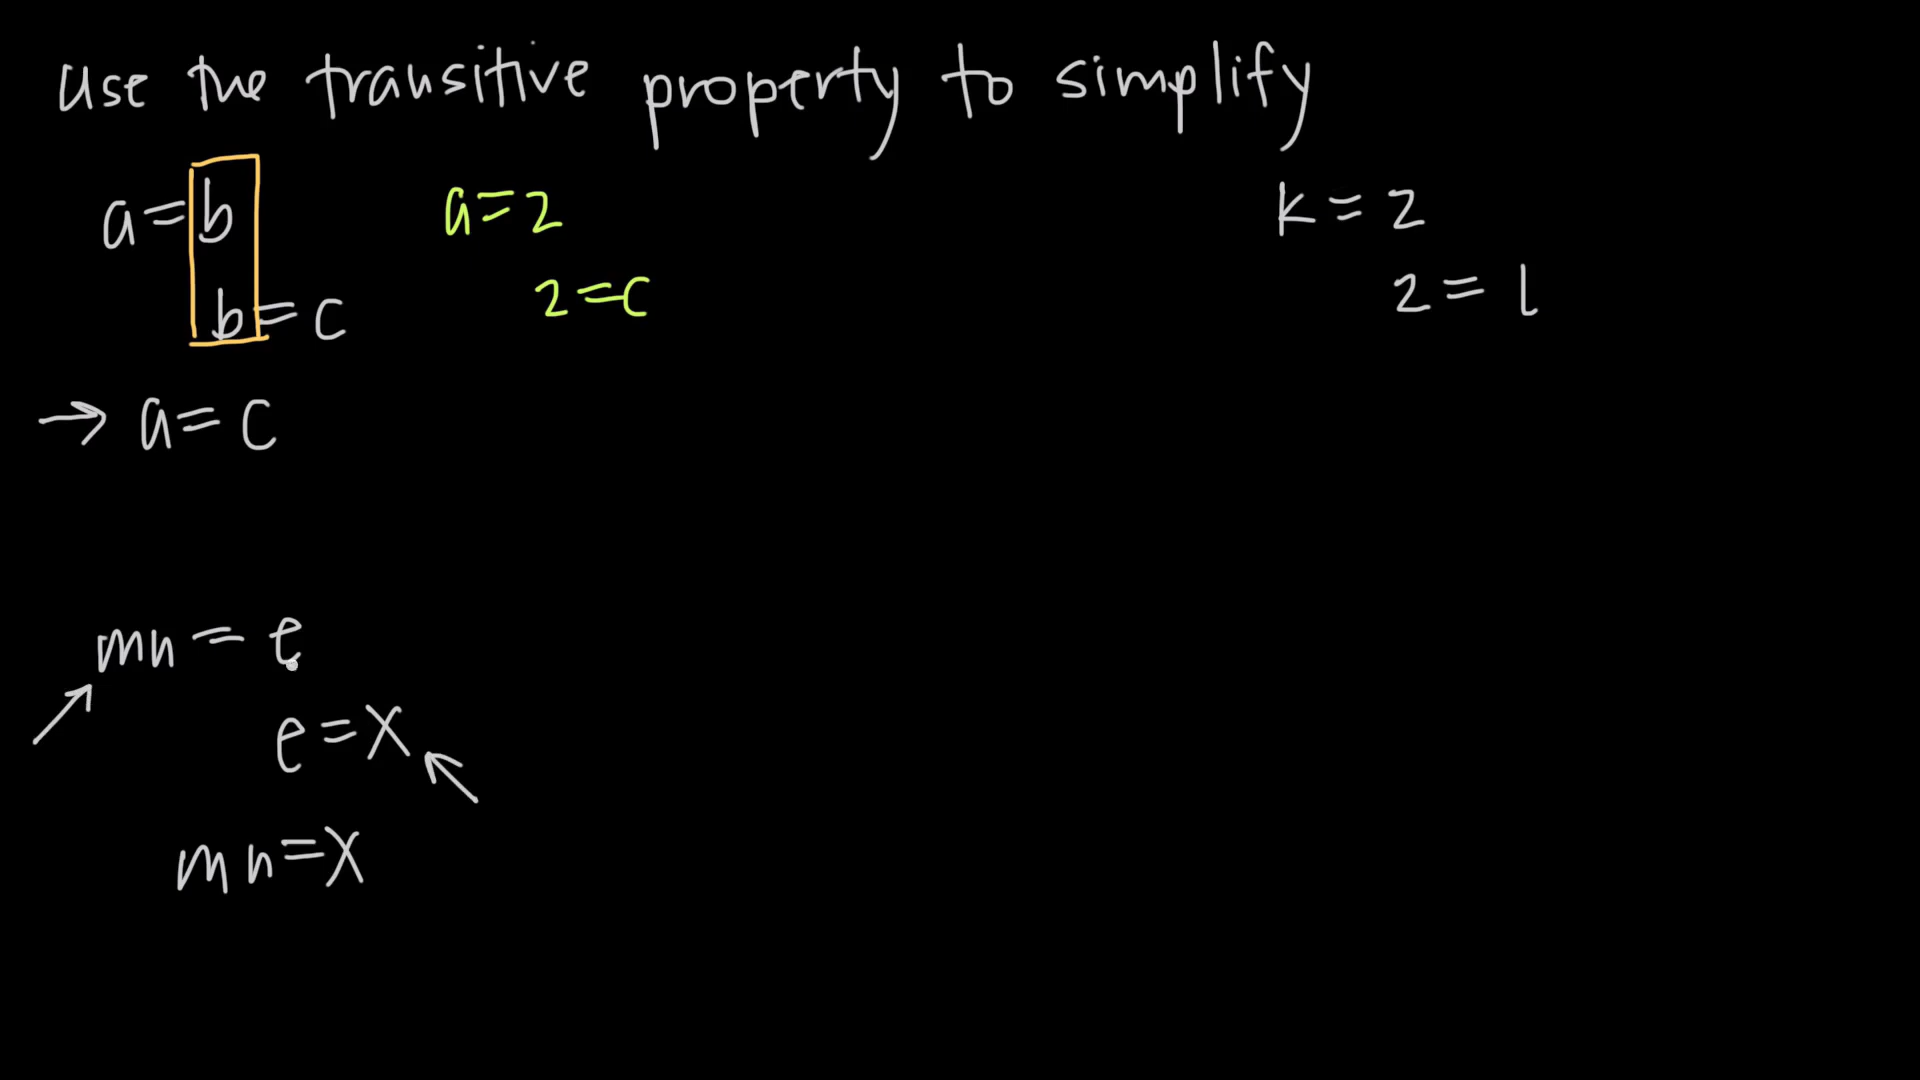 Use the transitive property to simplify
a=b
b=c
→ a=c
a=2
2=c
k=2
2=l
mn=e
e=x
mn=x